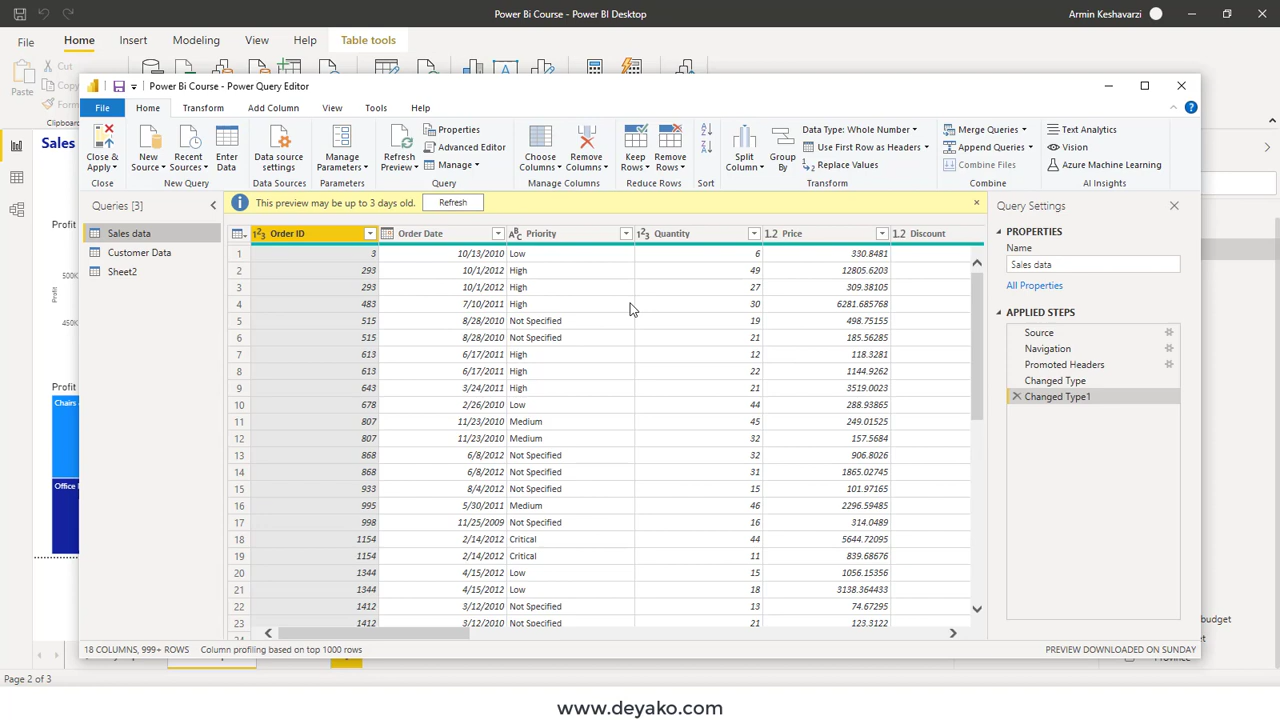 Power Bi Course - Power BI Desktop
Armin Keshavarzi
File Home Insert Modeling View Help Table tools
Cut
Paste
Copy
Clipboard
Power Bi Course - Power Query Editor
File Home Transform Add Column View Tools Help
Close & Apply
Close
New Source
Recent Sources
Enter Data
New Query
Data source settings
Data Sources
Manage Parameters
Parameters
Refresh Preview
Properties
Advanced Editor
Manage
Query
Choose Columns
Remove Columns
Manage Columns
Keep Rows
Remove Rows
Reduce Rows
Sort
Split Column
Group By
Data Type: Whole Number
Use First Row as Headers
Replace Values
Transform
Merge Queries
Append Queries
Combine Files
Combine
Text Analytics
Vision
Azure Machine Learning
AI Insights
Sales
Profit
500K
Profit
450K
Profit
Chairs
Office
Queries [3]
Sales data
Customer Data
Sheet2
This preview may be up to 3 days old. Refresh
Order ID Order Date Priority Quantity Price Discount
1 3 10/13/2010 Low 6 330.8481
2 293 10/1/2012 High 49 12805.6203
3 293 10/1/2012 High 27 309.38105
4 483 7/10/2011 High 30 6281.685768
5 515 8/28/2010 Not Specified 19 498.75155
6 515 8/28/2010 Not Specified 21 185.56285
7 613 6/17/2011 High 12 118.3281
8 613 6/17/2011 High 22 1144.9262
9 643 3/24/2011 High 21 3519.0023
10 678 2/26/2010 Low 44 288.93865
11 807 11/23/2010 Medium 45 249.01525
12 807 11/23/2010 Medium 32 157.5684
13 868 6/8/2012 Not Specified 32 906.8026
14 868 6/8/2012 Not Specified 31 1865.02745
15 933 8/4/2012 Not Specified 15 101.97165
16 995 5/30/2011 Medium 46 2296.59485
17 998 11/25/2009 Not Specified 16 314.0489
18 1154 2/14/2012 Critical 44 5644.72095
19 1154 2/14/2012 Critical 11 839.68676
20 1344 4/15/2012 Low 15 1056.15356
21 1344 4/15/2012 Low 18 3138.364433
22 1412 3/12/2010 Not Specified 13 74.67295
23 1412 3/12/2010 Not Specified 21 123.3122
Query Settings
PROPERTIES
Name
Sales data
All Properties
APPLIED STEPS
Source
Navigation
Promoted Headers
Changed Type
Changed Type1
18 COLUMNS, 999+ ROWS Column profiling based on top 1000 rows
PREVIEW DOWNLOADED ON SUNDAY
Page 2 of 3
www.deyako.com